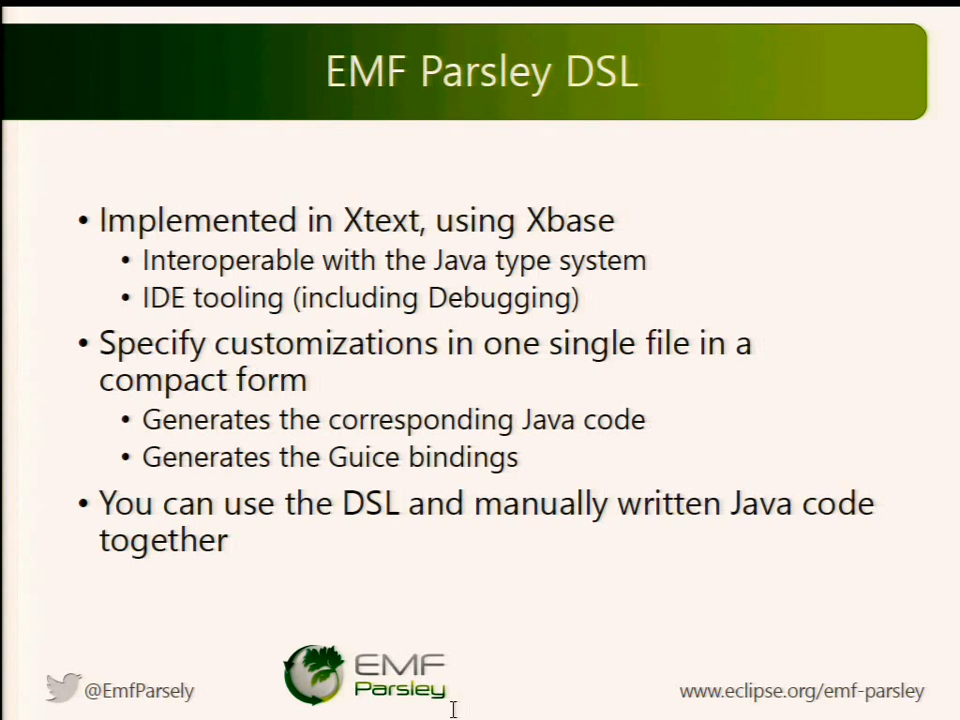 EMF Parsley DSL
• Implemented in Xtext, using Xbase
• Interoperable with the Java type system
• IDE tooling (including Debugging)
• Specify customizations in one single file in a
compact form
• Generates the corresponding Java code
• Generates the Guice bindings
• You can use the DSL and manually written Java code
together
@EmfParsely
EMF
Parsley
www.eclipse.org/emf-parsley